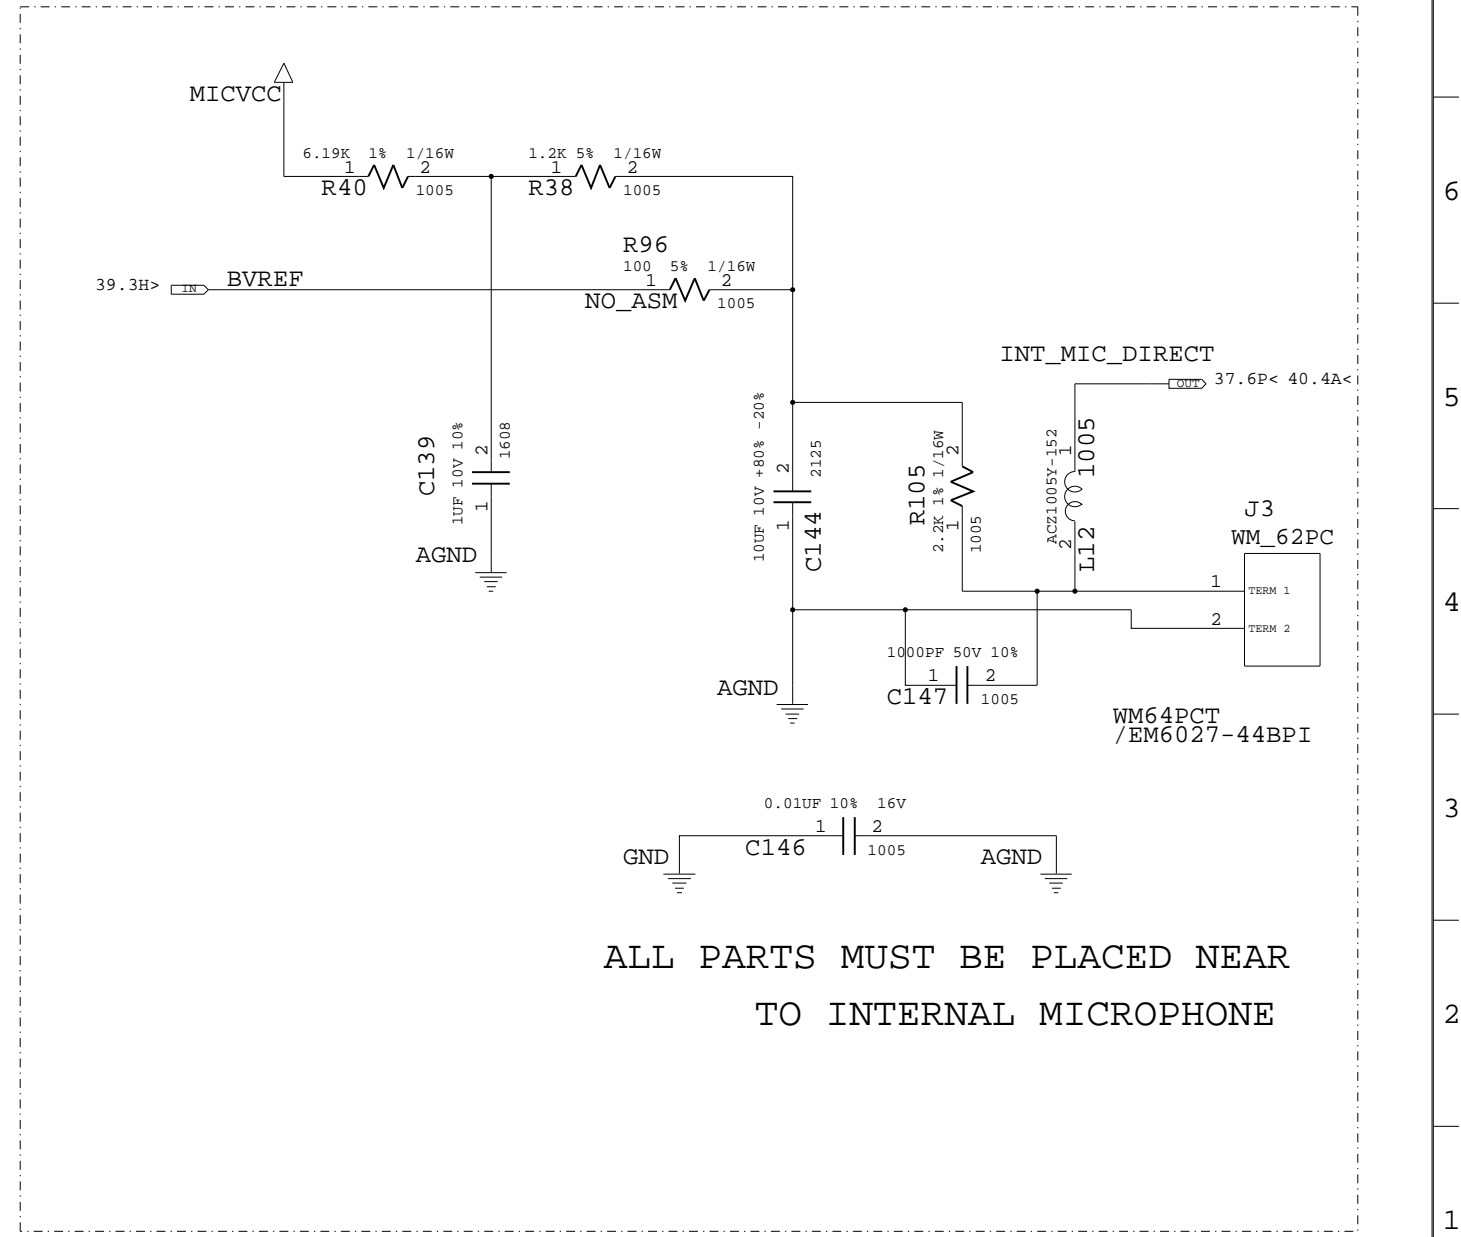 MICVCC
6.19K 1% 1/16W
1 2
R40 1005
1.2K 5% 1/16W
1 2
R38 1005
6
R96
100 5% 1/16W
1 2
NO_ASM 1005
39.3H> IN BVREF
INT_MIC_DIRECT
OUT 37.6P< 40.4A<
5
C139
1UF 10V 10%
2
1
1608
AGND
10UF 10V +80% -20%
2
1
2125
C144
R105
2.2K 1% 1/16W
2
1
1005
ACZ1005Y-152
1
2
1005
L12
J3
WM_62PC
1 TERM 1
2 TERM 2
4
1000PF 50V 10%
1 2
C147 1005
AGND
WM64PCT
/EM6027-44BPI
0.01UF 10% 16V
1 2
C146 1005
GND
AGND
3
ALL PARTS MUST BE PLACED NEAR
TO INTERNAL MICROPHONE
2
1